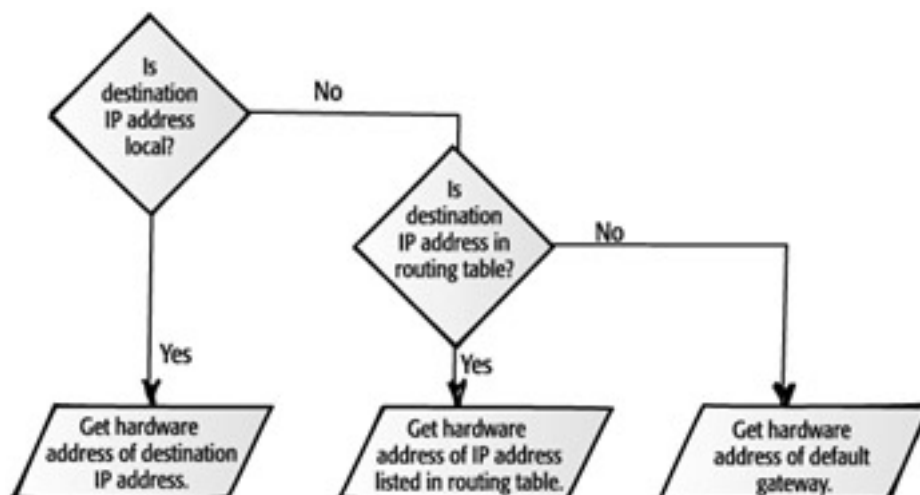 Is
destination
IP address
local?
No
Is
destination
IP address in
routing table?
No
Yes
Yes
Get hardware
address of destination
IP address.
Get hardware
address of IP address
listed in routing table.
Get hardware
address of default
gateway.